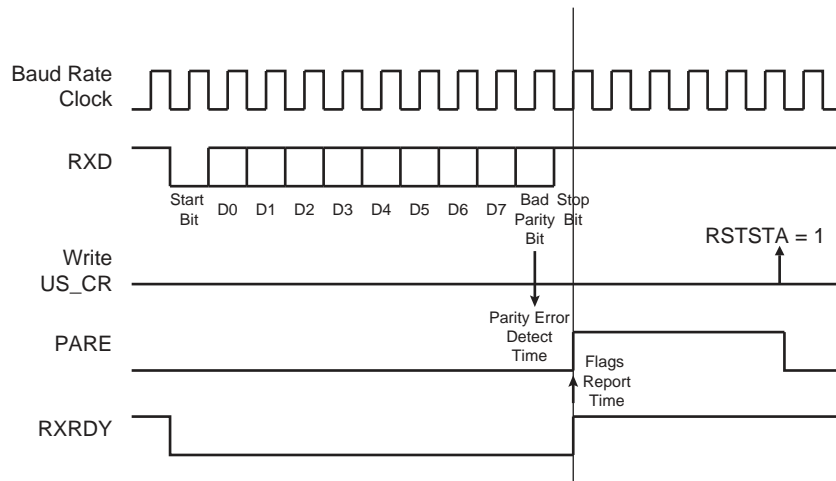 Baud Rate
Clock
RXD
Start
Bit
D0
D1
D2
D3
D4
D5
D6
D7
Bad
Parity
Bit
Stop
Bit
RSTSTA = 1
Write
US_CR
Parity Error
Detect
Time
PARE
Flags
Report
Time
RXRDY